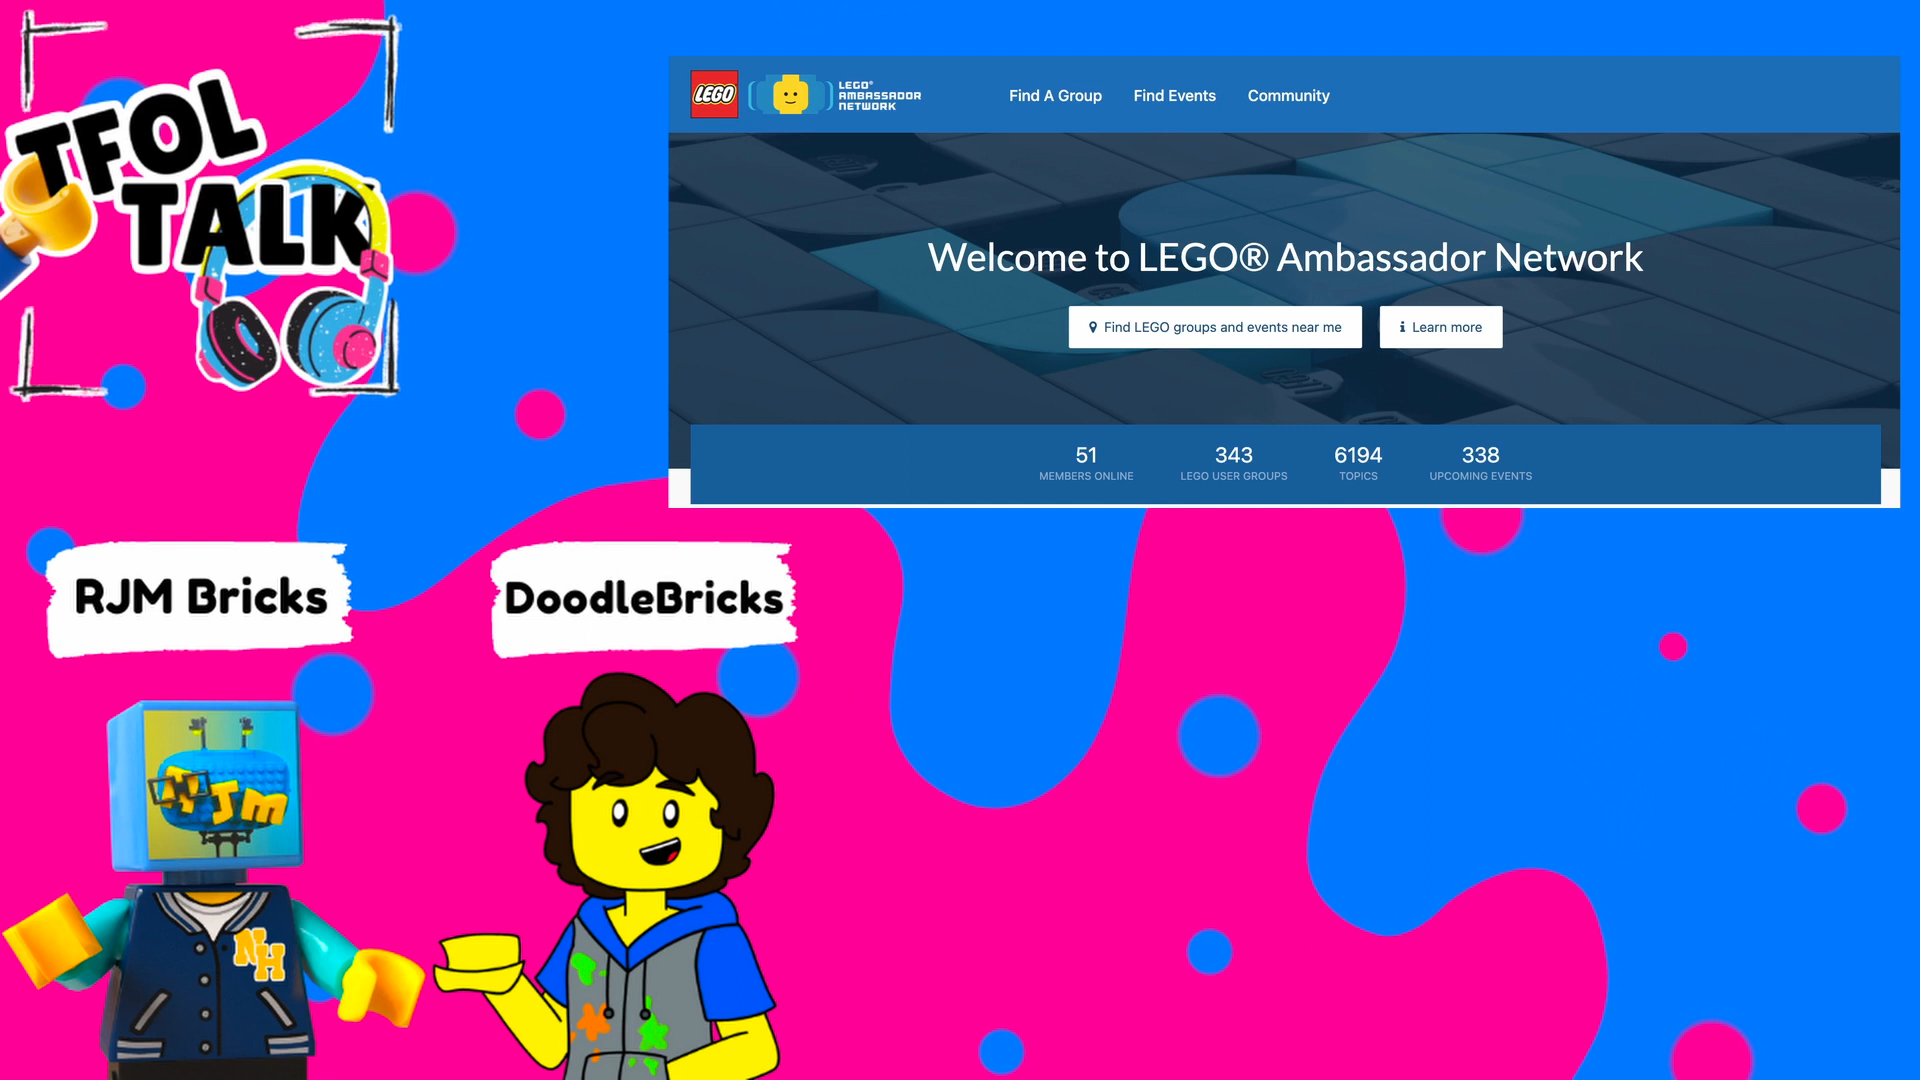 TFOL
TALK
LEGO
LEGO®
AMBASSADOR
NETWORK
Find A Group
Find Events
Community
Welcome to LEGO® Ambassador Network
Find LEGO groups and events near me
Learn more
51
MEMBERS ONLINE
343
LEGO USER GROUPS
6194
TOPICS
338
UPCOMING EVENTS
RJM Bricks
DoodleBricks
RJM
NH